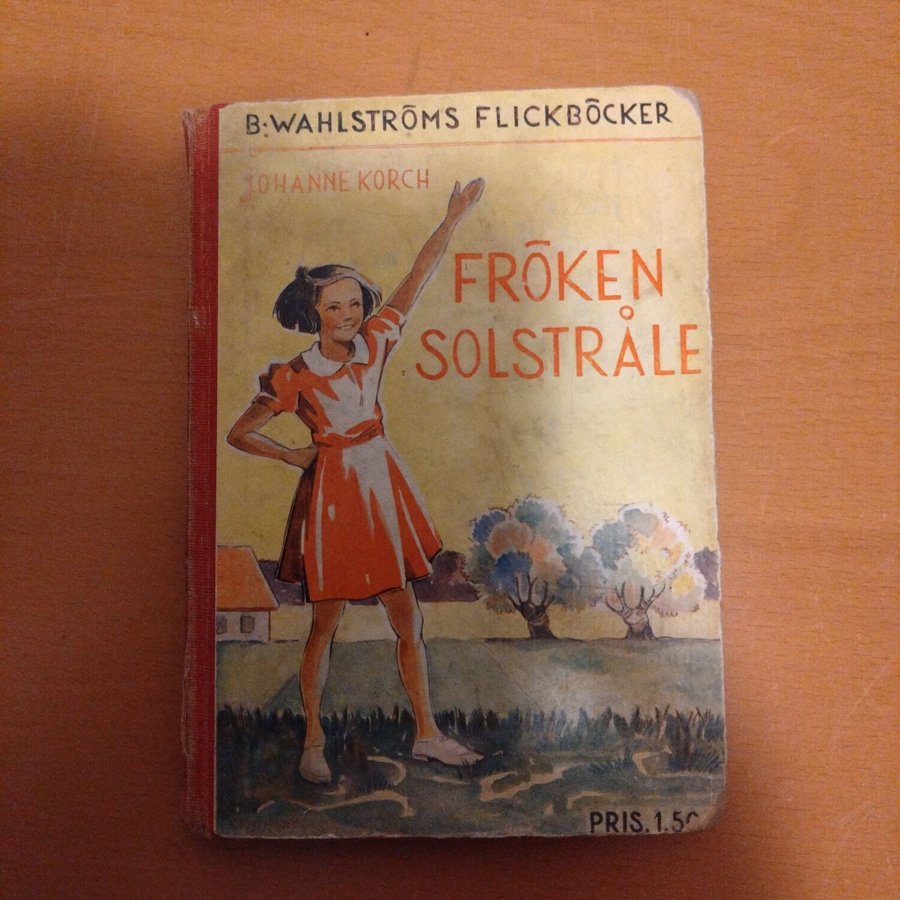 B. WAHLSTRÖMS FLICKBÖCKER
JOHANNE KORCH
FRÖKEN
SOLSTRÅLE
PRIS. 1.50